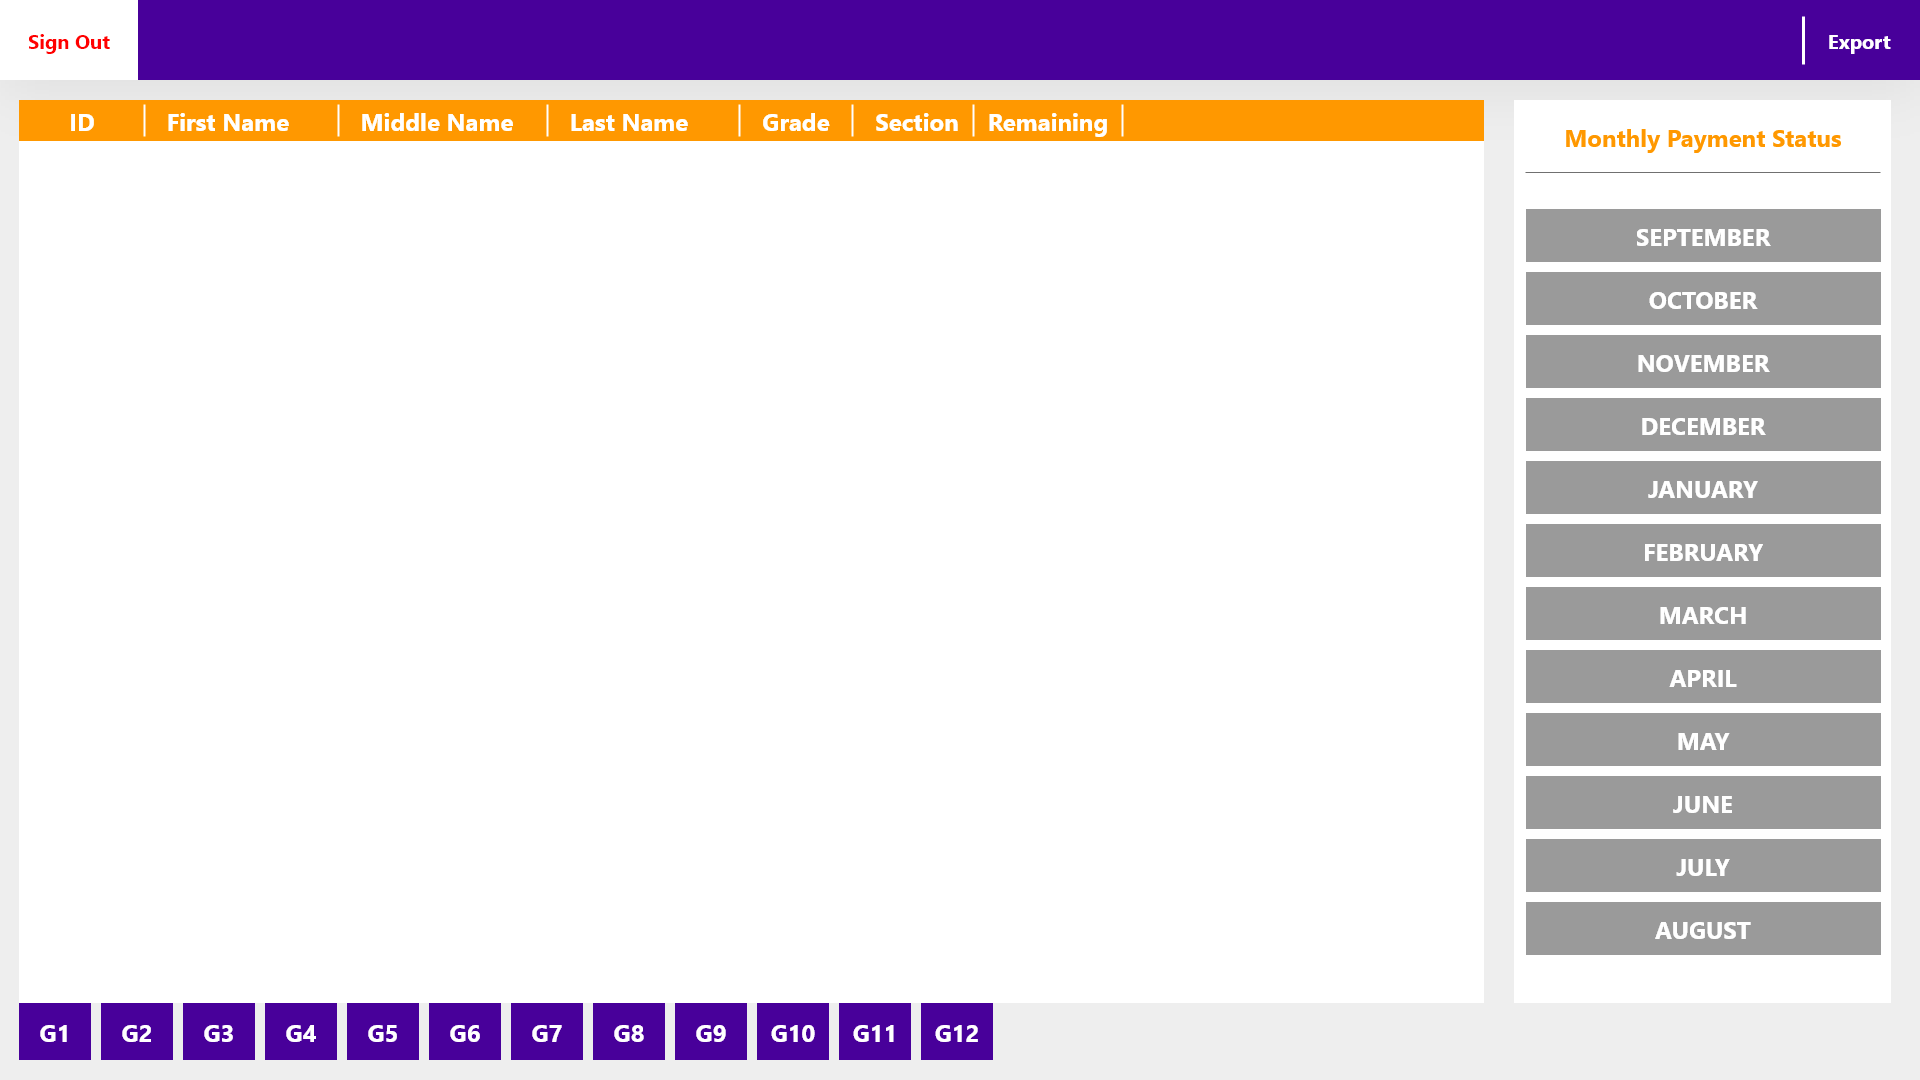 Sign Out
Export
ID First Name Middle Name Last Name Grade Section Remaining
Monthly Payment Status
SEPTEMBER
OCTOBER
NOVEMBER
DECEMBER
JANUARY
FEBRUARY
MARCH
APRIL
MAY
JUNE
JULY
AUGUST
G1 G2 G3 G4 G5 G6 G7 G8 G9 G10 G11 G12